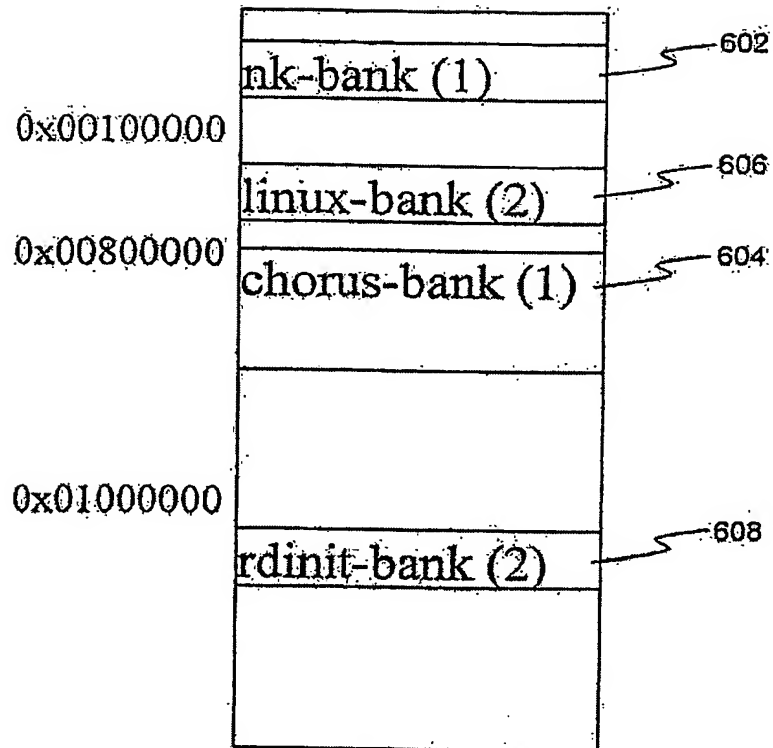 602
nk-bank (1)
0x00100000
606
linux-bank (2)
0x00800000
604
chorus-bank (1)
0x01000000
608
rdinit-bank (2)